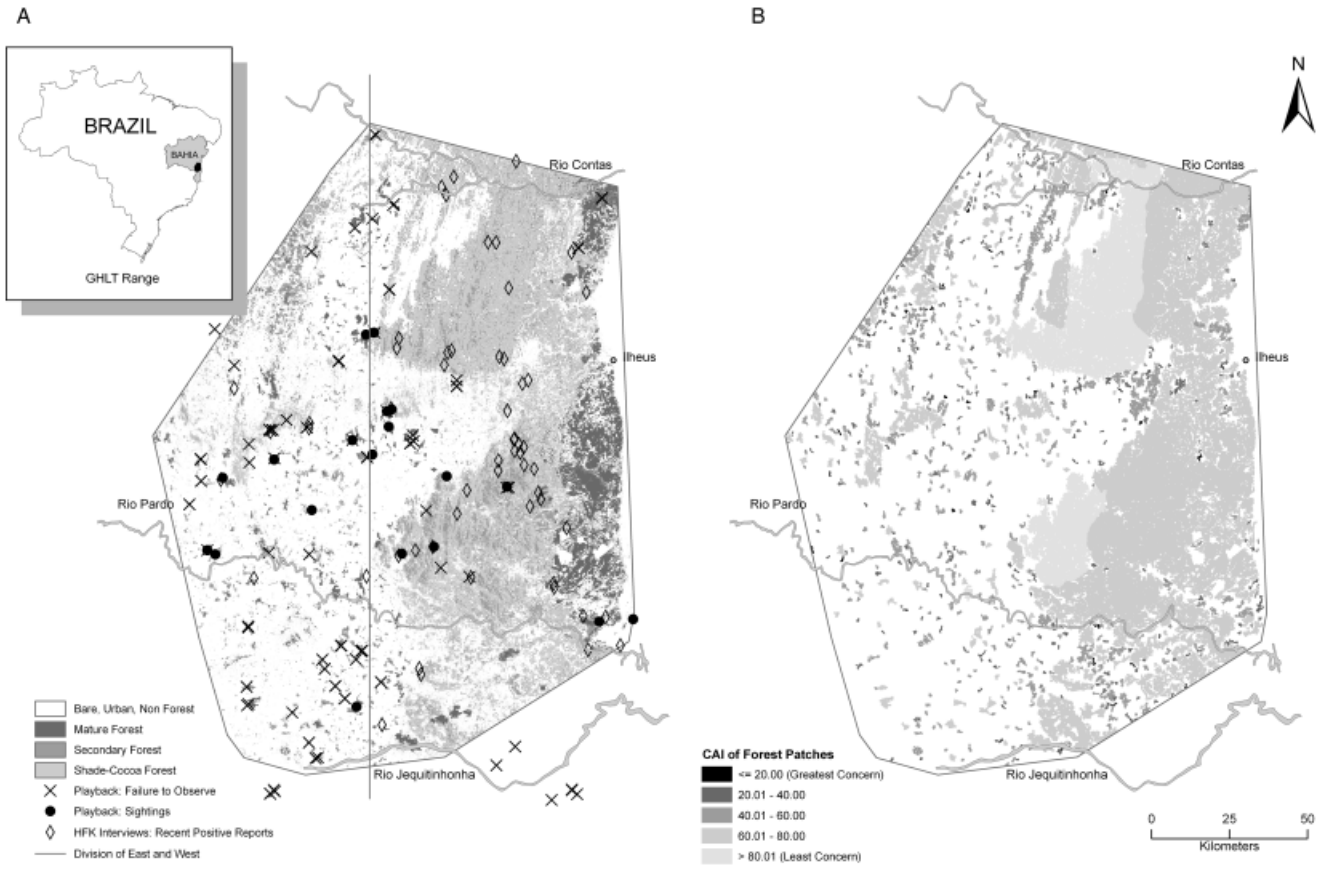 A
BRAZIL
BAHIA
GHLT Range
Rio Contas
Ilheus
Rio Pardo
Rio Jequitinhonha
Bare, Urban, Non Forest
Mature Forest
Secondary Forest
Shade-Cocoa Forest
Playback: Failure to Observe
Playback: Sightings
HFK Interviews: Recent Positive Reports
Division of East and West
B
N
Rio Contas
Ilheus
Rio Pardo
Rio Jequitinhonha
CAI of Forest Patches
<= 20.00 (Greatest Concern)
20.01 - 40.00
40.01 - 60.00
60.01 - 80.00
> 80.01 (Least Concern)
0 25 50
Kilometers